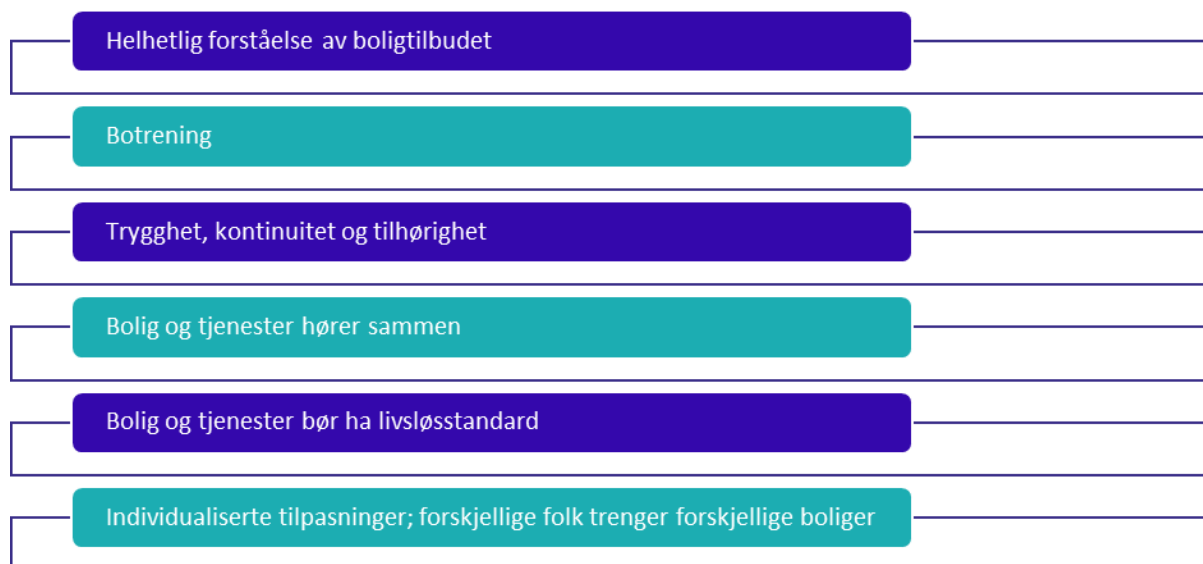 Helhetlig forståelse av boligtilbudet
Botrening
Trygghet, kontinuitet og tilhørighet
Bolig og tjenester hører sammen
Bolig og tjenester bør ha livsløsstandard
Individualiserte tilpasninger; forskjellige folk trenger forskjellige boliger